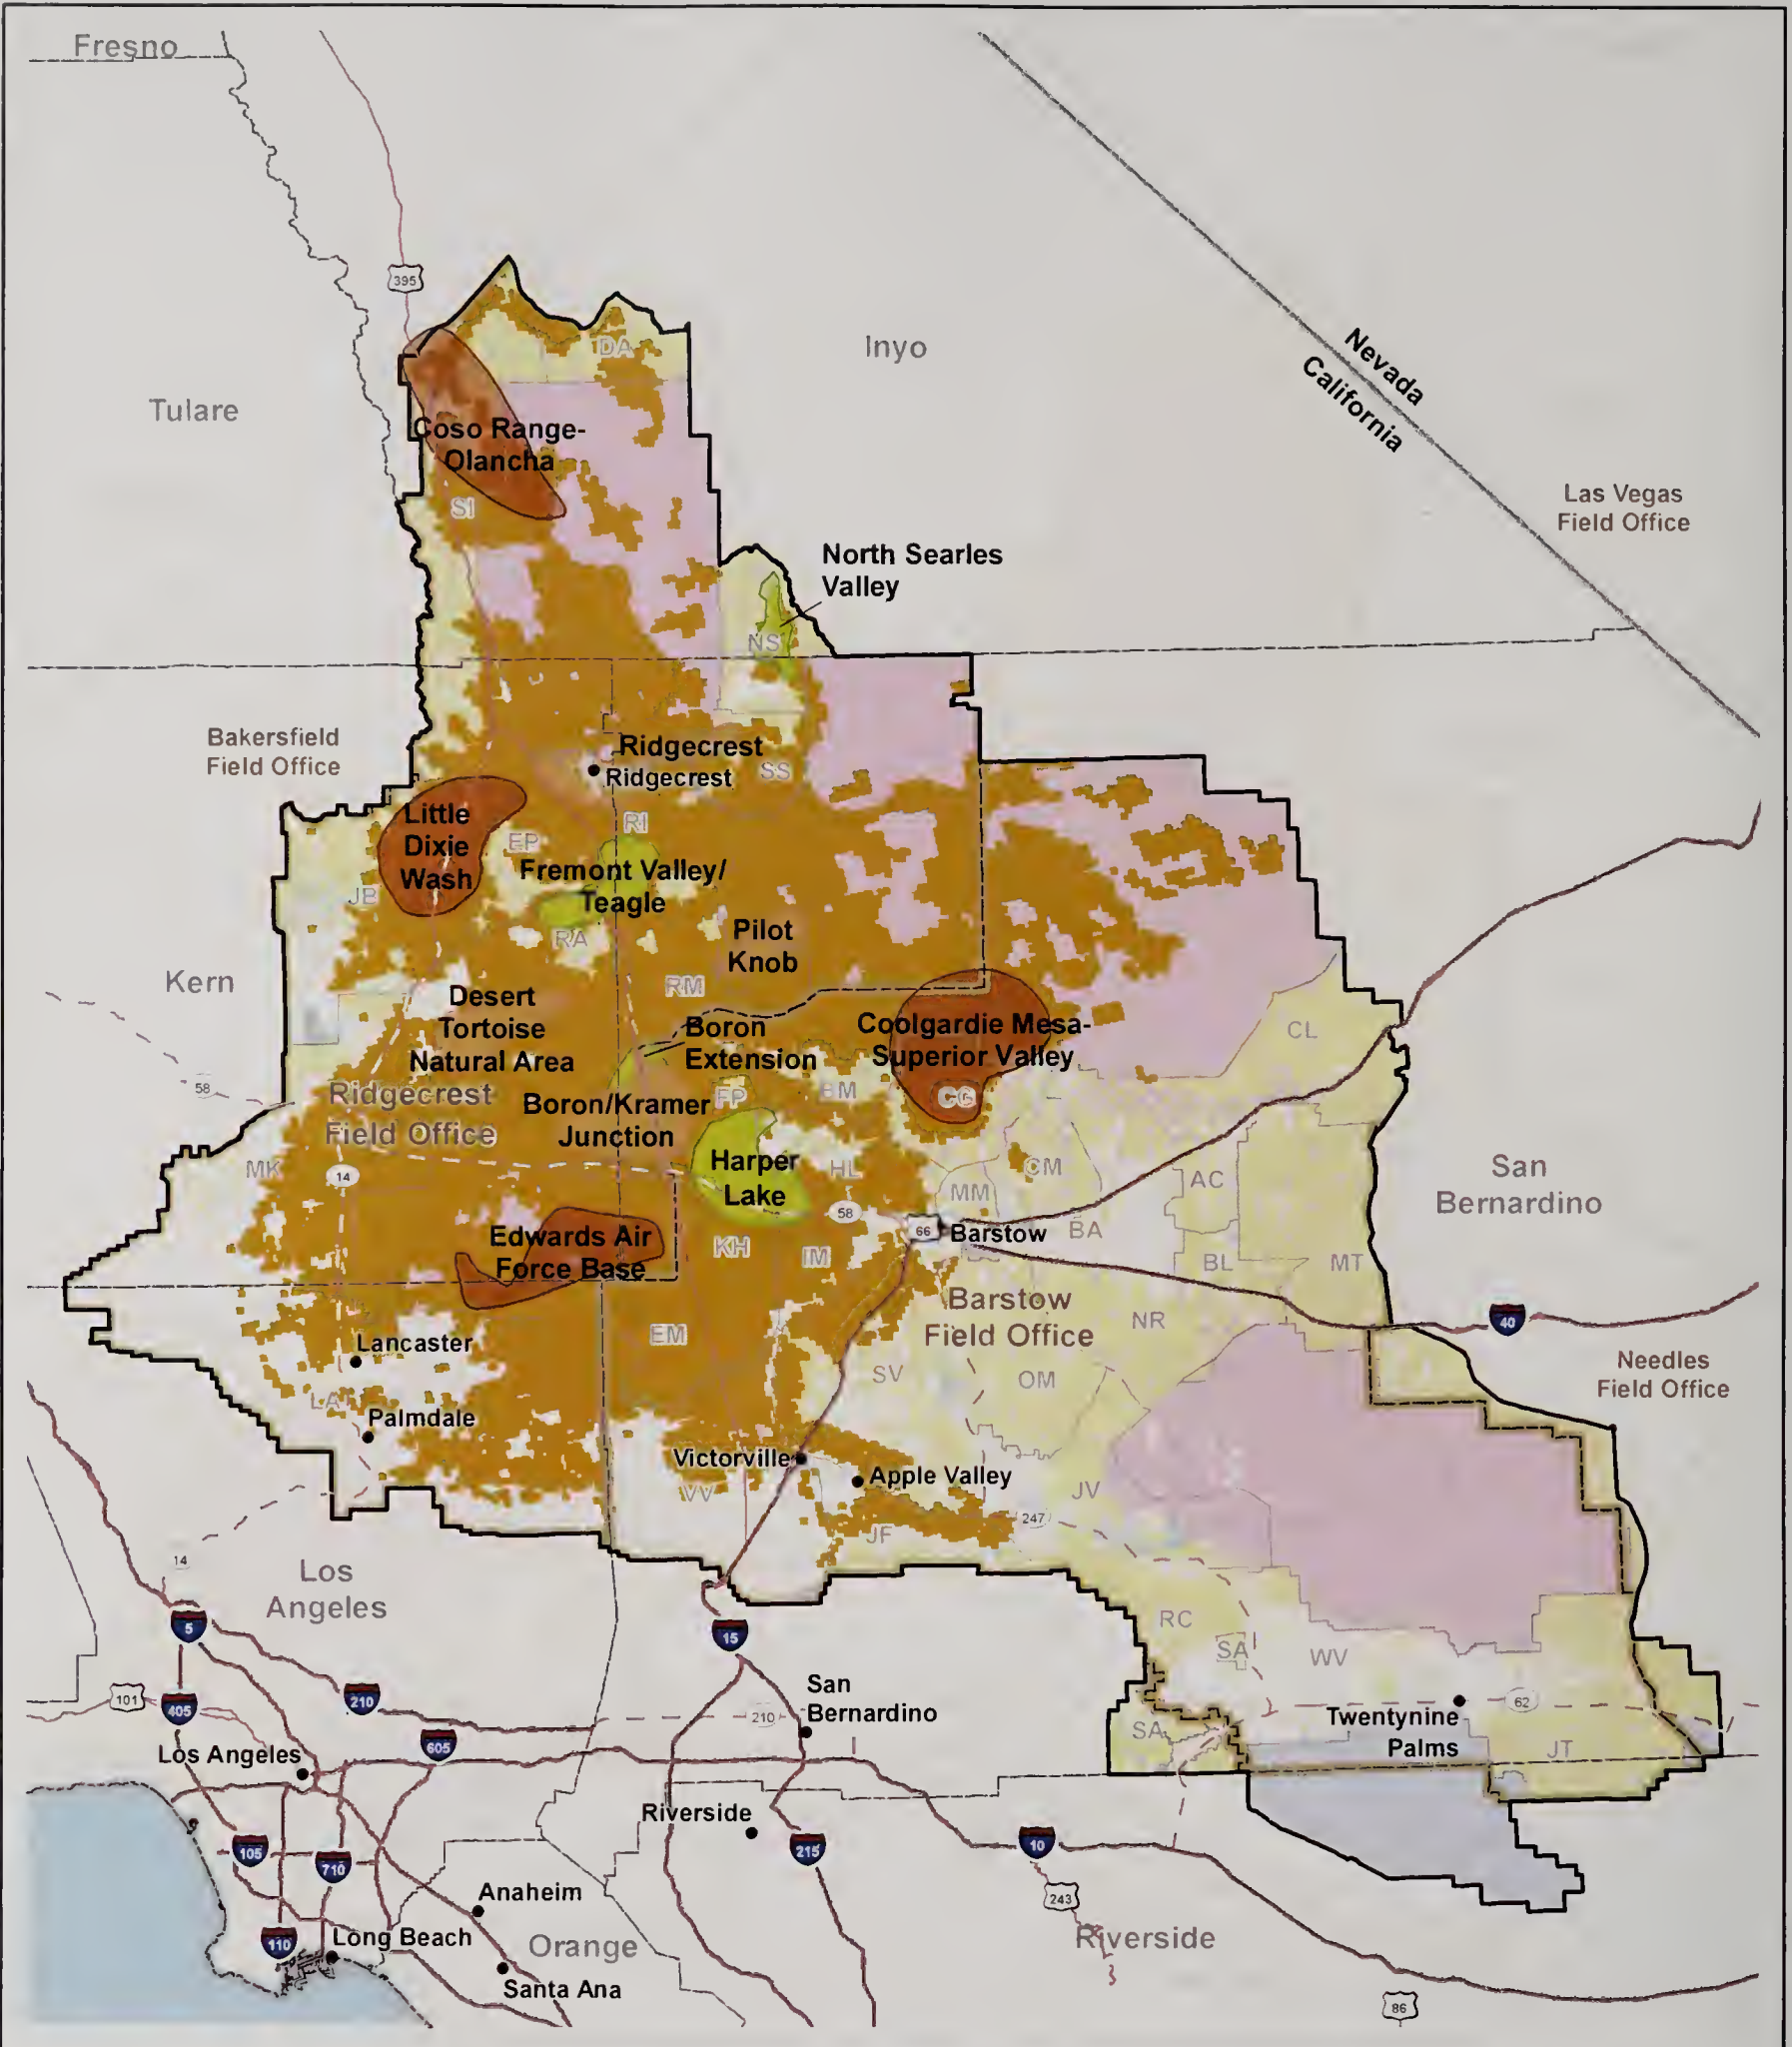 Fresno
395
Inyo
Nevada
California
DA
Tulare
Coso Range-
Olancha
SI
Las Vegas
Field Office
North Searles
Valley
NS
Bakersfield
Field Office
Ridgecrest
Ridgecrest
SS
Little
Dixie
Wash
EP
RI
Fremont Valley/
Teagle
JB
RA
Pilot
Knob
Kern
RM
Desert
Tortoise
Natural Area
Boron
Extension
Coolgardie Mesa-
Superior Valley
CL
58
Ridgecrest
Field Office
Boron/Kramer
Junction
FP
BM
CG
MK
14
Harper
Lake
HL
CM
MM
AC
San
Bernardino
58
66
Barstow
BA
Edwards Air
Force Base
KH
IM
BL
MT
Barstow
Field Office
NR
40
EM
Lancaster
SV
OM
Needles
Field Office
LA
Palmdale
Victorville
Apple Valley
VV
JV
247
JF
14
Los
Angeles
5
15
RC
SA
WV
101
405
210
San
Bernardino
210
62
Twentynine
Palms
SA
JT
605
Los Angeles
Riverside
105
710
215
10
Anaheim
243
110
Long Beach
Orange
Riverside
Santa Ana
86